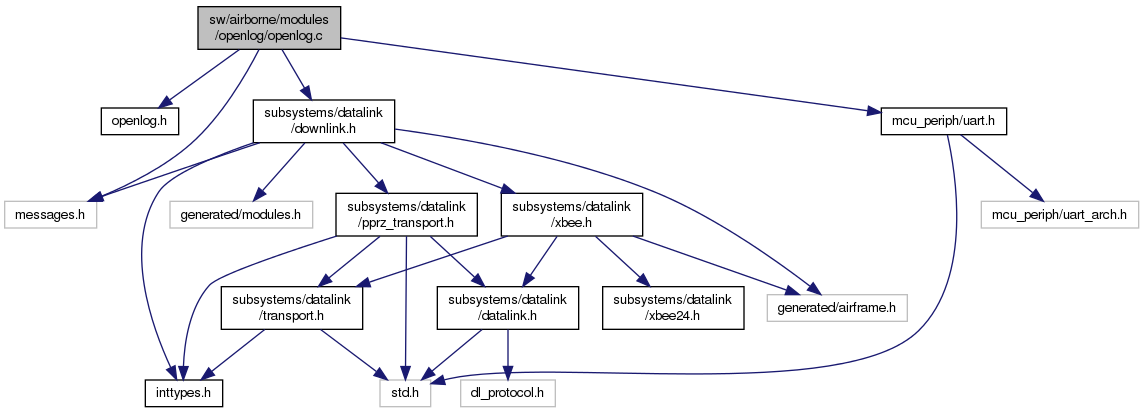 sw/airborne/modules
/openlog/openlog.c
openlog.h
subsystems/datalink
/downlink.h
mcu_periph/uart.h
messages.h
generated/modules.h
subsystems/datalink
/pprz_transport.h
subsystems/datalink
/xbee.h
mcu_periph/uart_arch.h
subsystems/datalink
/transport.h
subsystems/datalink
/datalink.h
subsystems/datalink
/xbee24.h
generated/airframe.h
inttypes.h
std.h
dl_protocol.h